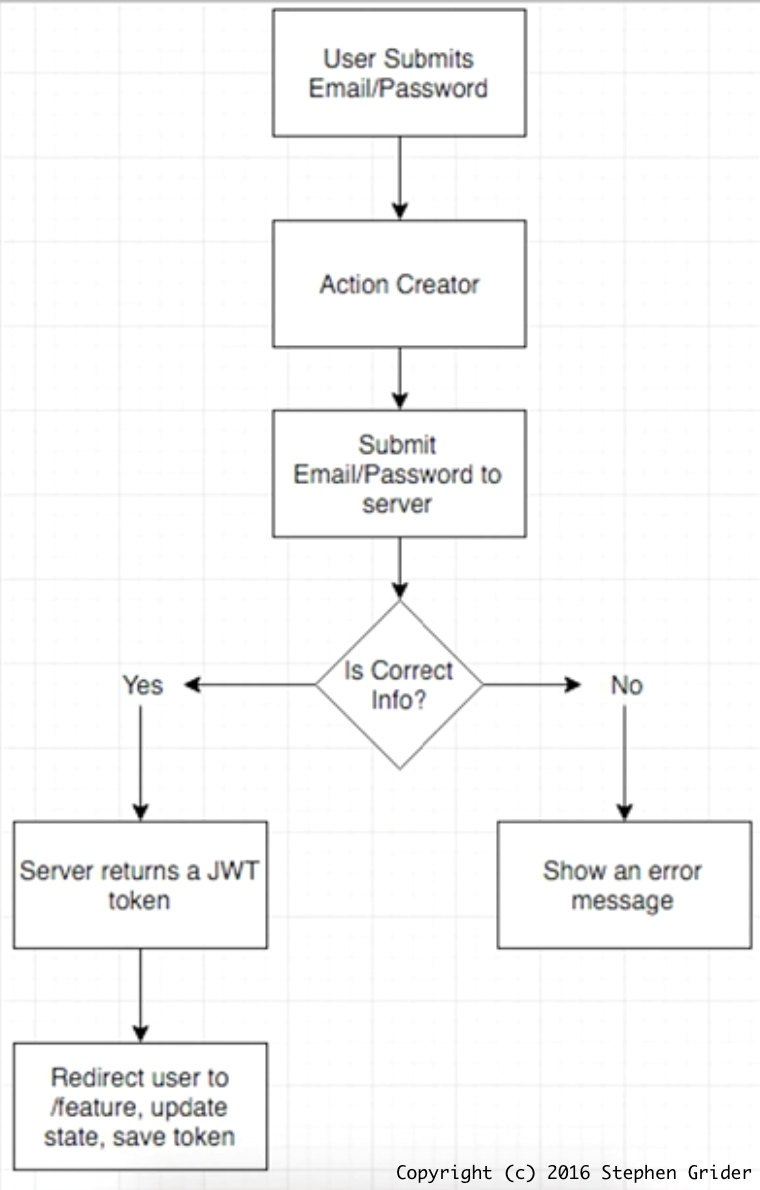 User Submits
Email/Password
Action Creator
Submit
Email/Password to
server
Is Correct
Info?
Yes
No
Server returns a JWT
token
Show an error
message
Redirect user to
/feature, update
state, save token
Copyright (c) 2016 Stephen Grider